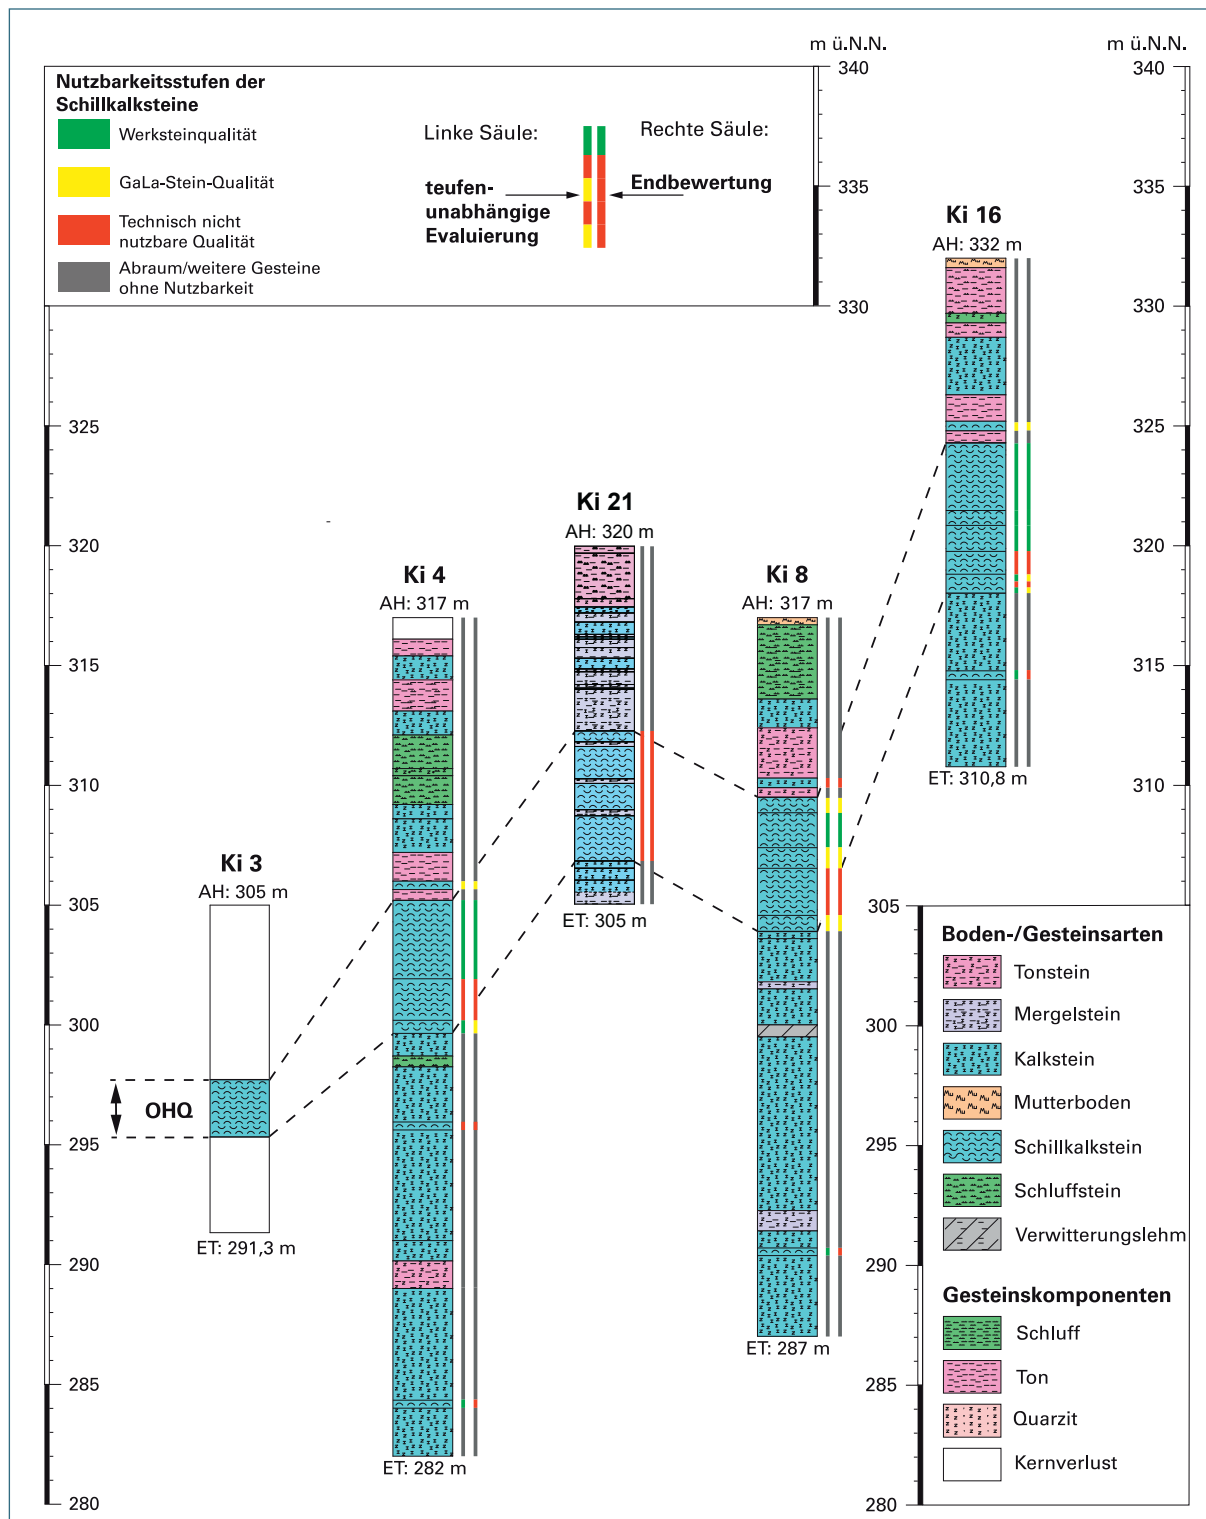 m ü.N.N.
m ü.N.N.
Nutzbarkeitsstufen der
Schillkalksteine
Werksteinqualität
GaLa-Stein-Qualität
Technisch nicht
nutzbare Qualität
Abraum/weitere Gesteine
ohne Nutzbarkeit
Linke Säule:
Rechte Säule:
teufen-
unabhängige
Evaluierung
Endbewertung
340
335
330
340
335
330
325
320
315
310
305
300
295
290
285
280
325
320
315
310
305
300
295
290
285
280
Ki 3
AH: 305 m
OHQ
ET: 291,3 m
Ki 4
AH: 317 m
ET: 282 m
Ki 21
AH: 320 m
ET: 305 m
Ki 8
AH: 317 m
ET: 287 m
Ki 16
AH: 332 m
ET: 310,8 m
Boden-/Gesteinsarten
Tonstein
Mergelstein
Kalkstein
Mutterboden
Schillkalkstein
Schluffstein
Verwitterungslehm
Gesteinskomponenten
Schluff
Ton
Quarzit
Kernverlust